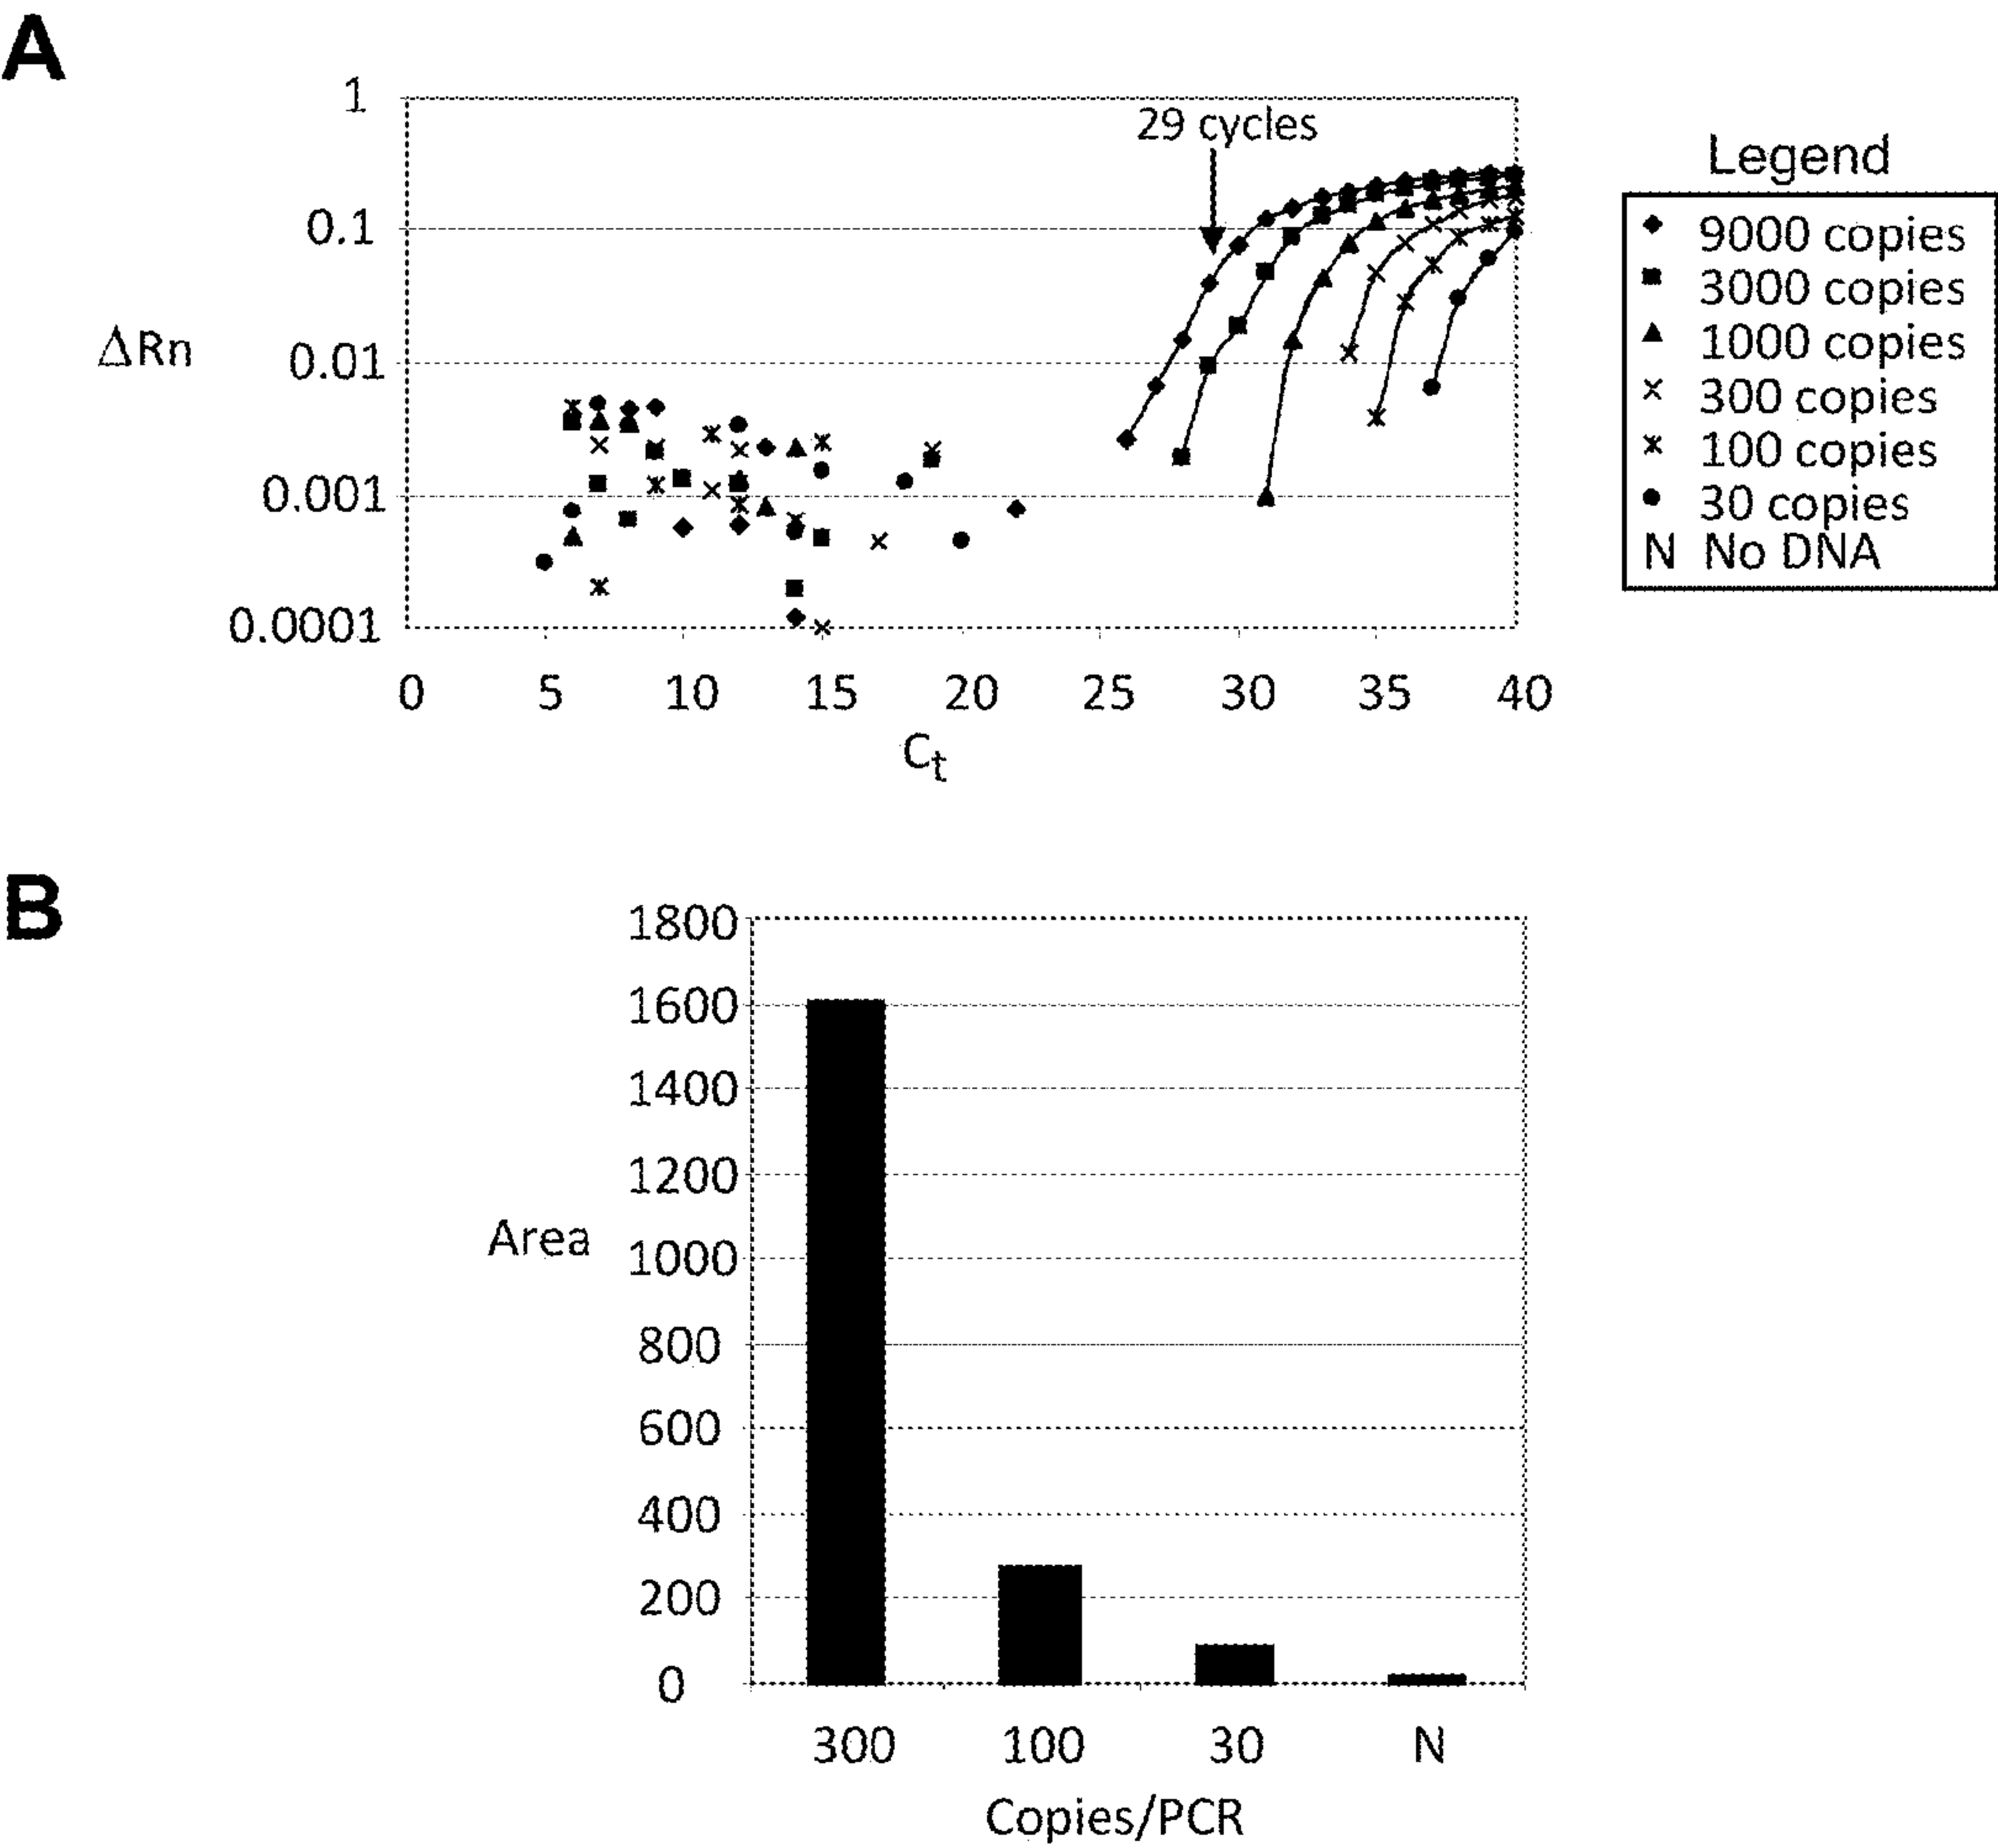 A
1
0.1
0.01
0.001
0.0001
ΔRn
29 cycles
0 5 10 15 20 25 30 35 40
Ct
Legend
9000 copies
3000 copies
1000 copies
300 copies
100 copies
30 copies
N No DNA
B
1800
1600
1400
1200
1000
800
600
400
200
0
Area
300 100 30 N
Copies/PCR